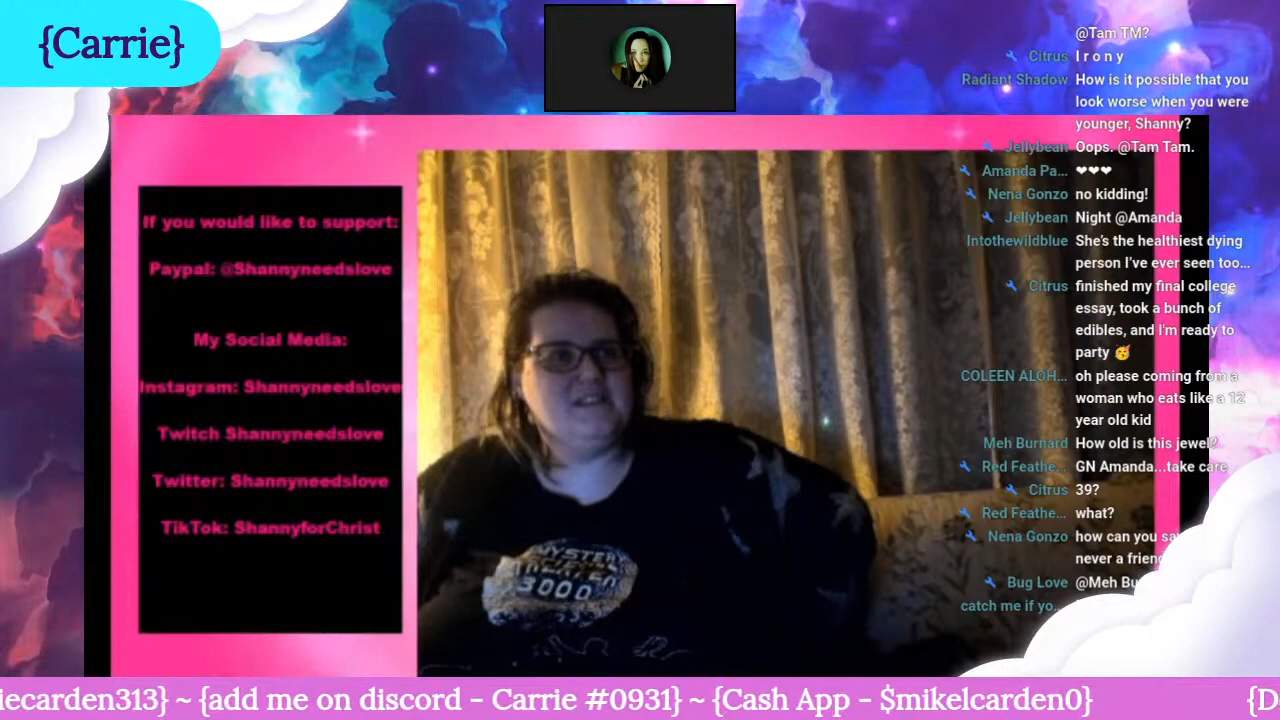 {Carrie}
If you would like to support:
Paypal: @Shannyneedslove
My Social Media:
Instagram: Shannyneedslove
Twitch Shannyneedslove
Twitter: Shannyneedslove
TikTok: ShannyforChrist
MYSTERY
3000
@Tam TM?
Citrus I r o n y
Radiant Shadow How is it possible that you
look worse when you were
younger, Shanny?
Jellybean Oops. @Tam Tam.
Amanda Pa... ❤❤❤
Nena Gonzo no kidding!
Jellybean Night @Amanda
Intothewildblue She's the healthiest dying
person I've ever seen too...
Citrus finished my final college
essay, took a bunch of
edibles, and I'm ready to
party 🥳
COLEEN ALOH... oh please coming from a
woman who eats like a 12
year old kid
Meh Burnard How old is this jewel?
Red Feathe... GN Amanda...take care
Citrus 39?
Red Feathe... what?
Nena Gonzo how can you
never a
Bug Love @Meh
catch me if yo...
iecarden313} ~ {add me on discord - Carrie #0931} ~ {Cash App - $mikelcarden0} {D